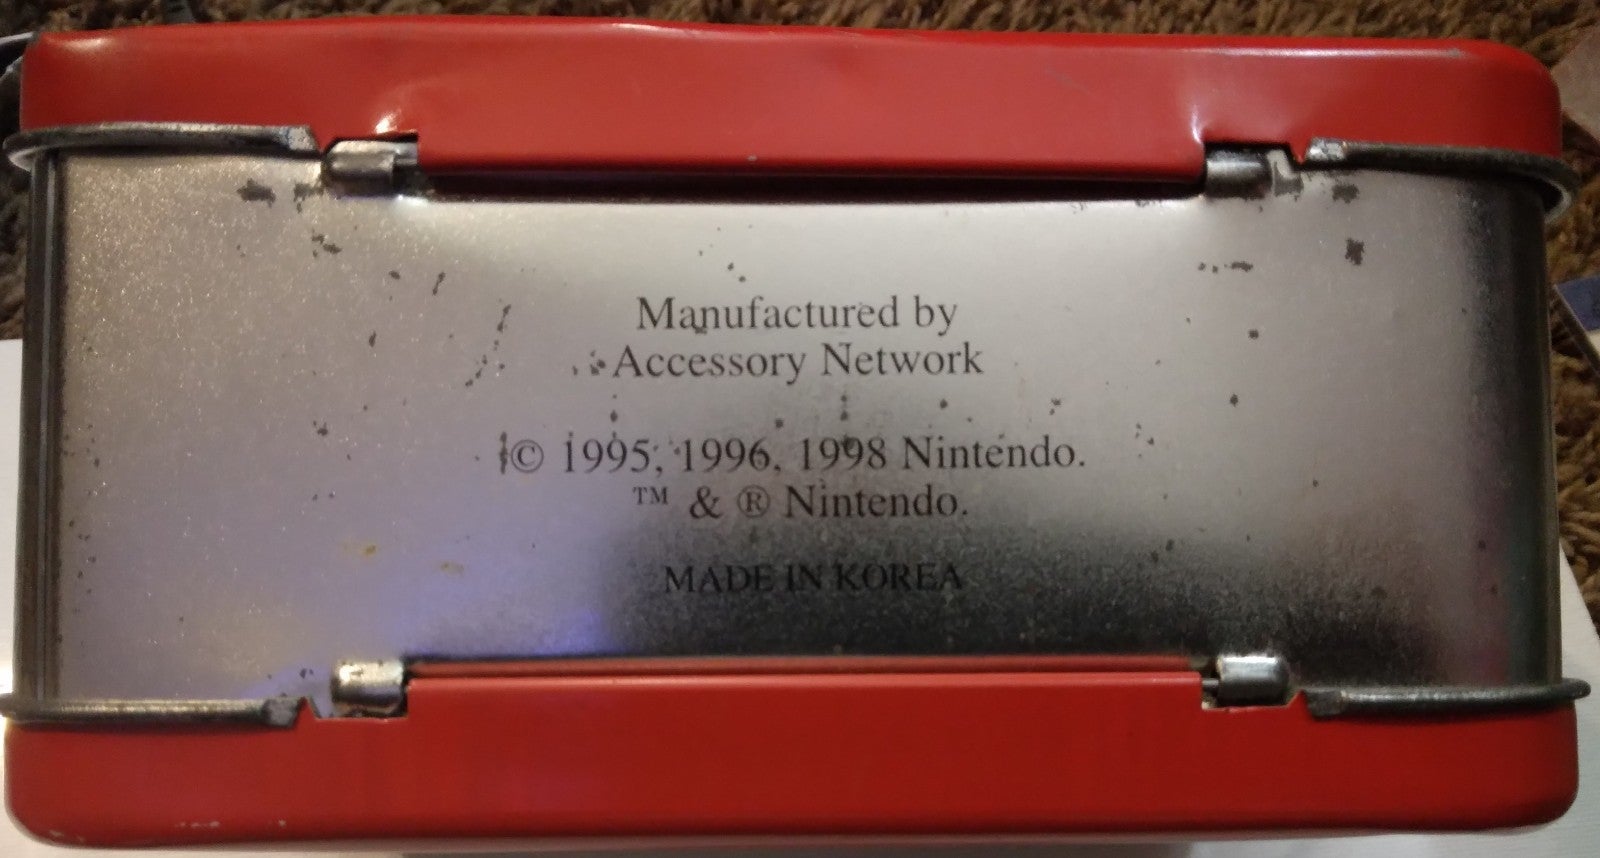 Manufactured by
Accessory Network
© 1995, 1996, 1998 Nintendo.
™ & ® Nintendo.
MADE IN KOREA